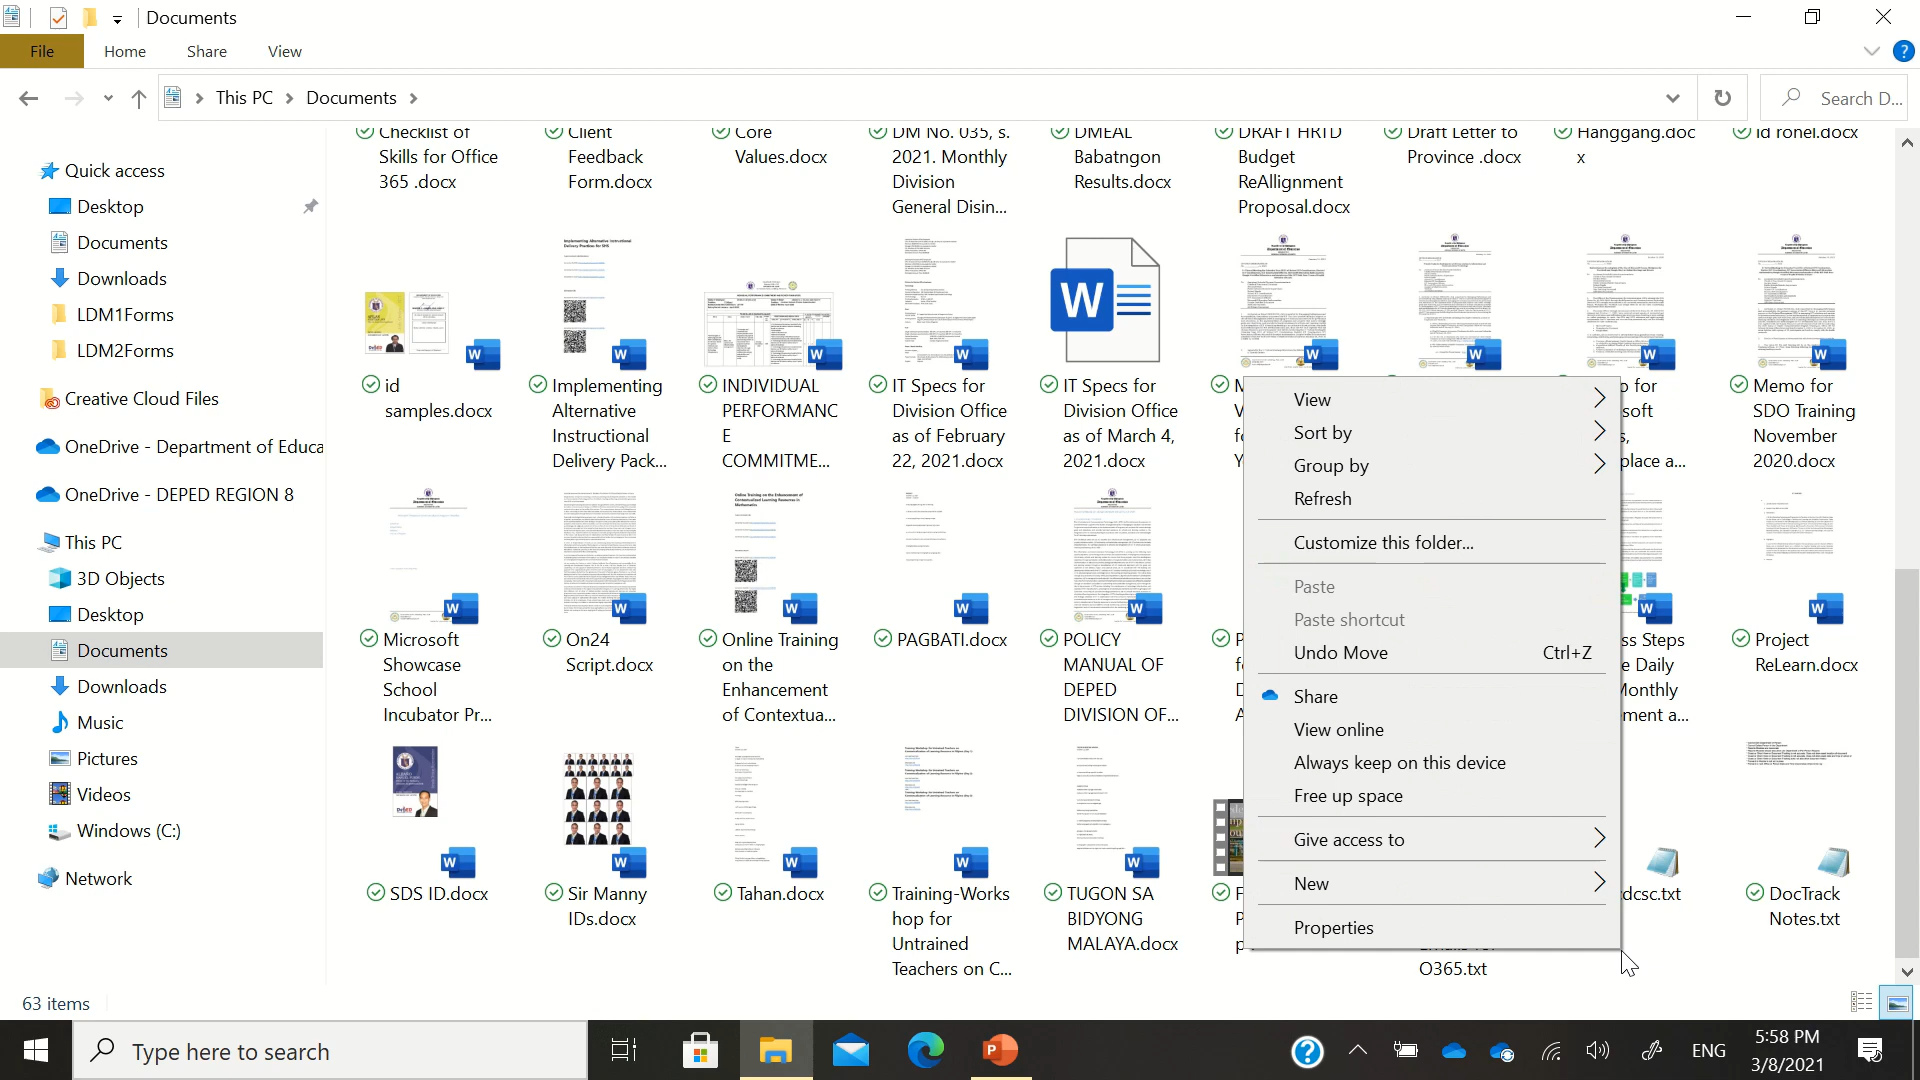 Documents
File Home Share View
This PC Documents
Search D...
Quick access
Desktop
Documents
Downloads
LDM1Forms
LDM2Forms
Creative Cloud Files
OneDrive - Department of Educa
OneDrive - DEPED REGION 8
This PC
3D Objects
Desktop
Documents
Downloads
Music
Pictures
Videos
Windows (C:)
Network
Checklist of
Skills for Office
365 .docx
Client
Feedback
Form.docx
Core
Values.docx
DM No. 035, s.
2021. Monthly
Division
General Disin...
DMEAL
Babatngon
Results.docx
DRAFT HRTD
Budget
ReAllignment
Proposal.docx
Draft Letter to
Province .docx
Hanggang.doc
x
id ronel.docx
id
samples.docx
Implementing
Alternative
Instructional
Delivery Pack...
INDIVIDUAL
PERFORMANC
E
COMMITME...
IT Specs for
Division Office
as of February
22, 2021.docx
IT Specs for
Division Office
as of March 4,
2021.docx
place a...
Memo for
SDO Training
November
2020.docx
Microsoft
Showcase
School
Incubator Pr...
On24
Script.docx
Online Training
on the
Enhancement
of Contextua...
PAGBATI.docx
POLICY
MANUAL OF
DEPED
DIVISION OF...
ss Steps
e Daily
Monthly
ment a...
Project
ReLearn.docx
SDS ID.docx
Sir Manny
IDs.docx
Tahan.docx
Training-Works
hop for
Untrained
Teachers on C...
TUGON SA
BIDYONG
MALAYA.docx
O365.txt
dcsc.txt
DocTrack
Notes.txt
View
Sort by
Group by
Refresh
Customize this folder...
Paste
Paste shortcut
Undo Move Ctrl+Z
Share
View online
Always keep on this device
Free up space
Give access to
New
Properties
63 items
Type here to search
ENG
5:58 PM
3/8/2021